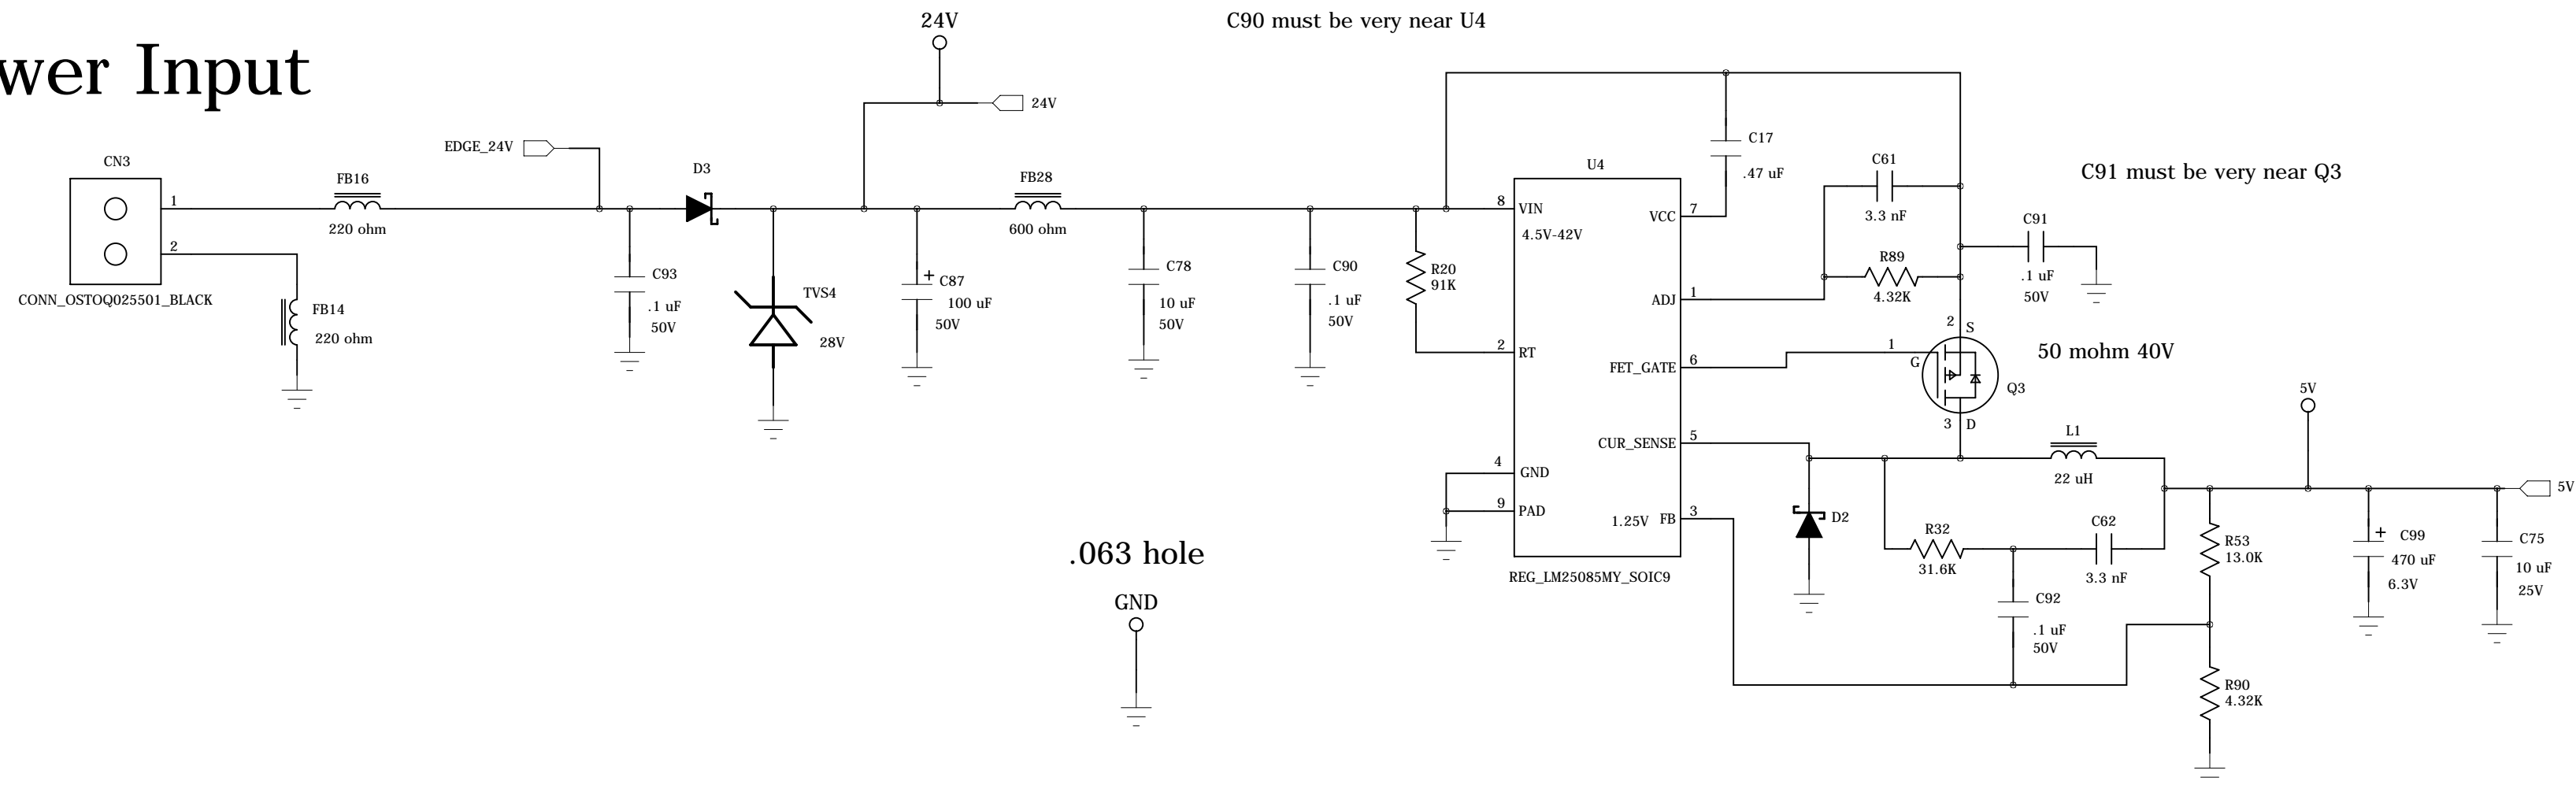 wer Input
24V
C90 must be very near U4
24V
EDGE_24V
CN3
FB16
D3
FB28
C17
.47 uF
C61
3.3 nF
C91 must be very near Q3
U4
1
220 ohm
600 ohm
8
VIN
4.5V-42V
VCC
7
2
CONN_OSTOQ025501_BLACK
FB14
220 ohm
C93
.1 uF
50V
TVS4
28V
+
C87
100 uF
50V
C78
10 uF
50V
C90
.1 uF
50V
R20
91K
R89
4.32K
C91
.1 uF
50V
ADJ
1
2
S
2
RT
FET_GATE
6
1
G
50 mohm 40V
Q3
3
D
5V
CUR_SENSE
5
L1
22 uH
4
GND
9
PAD
1.25V
FB
3
D2
R32
31.6K
C62
3.3 nF
5V
R53
13.0K
+
C99
470 uF
6.3V
C75
10 uF
25V
REG_LM25085MY_SOIC9
.063 hole
GND
C92
.1 uF
50V
R90
4.32K